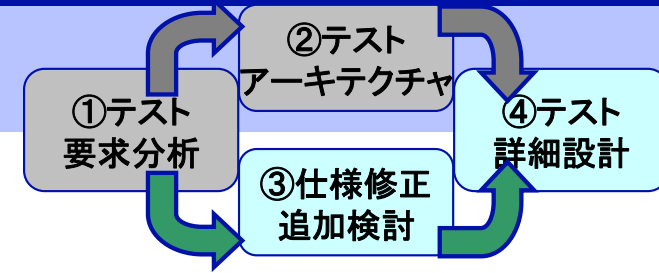 ①テスト
要求分析
②テスト
アーキテクチャ
③仕様修正
追加検討
④テスト
詳細設計